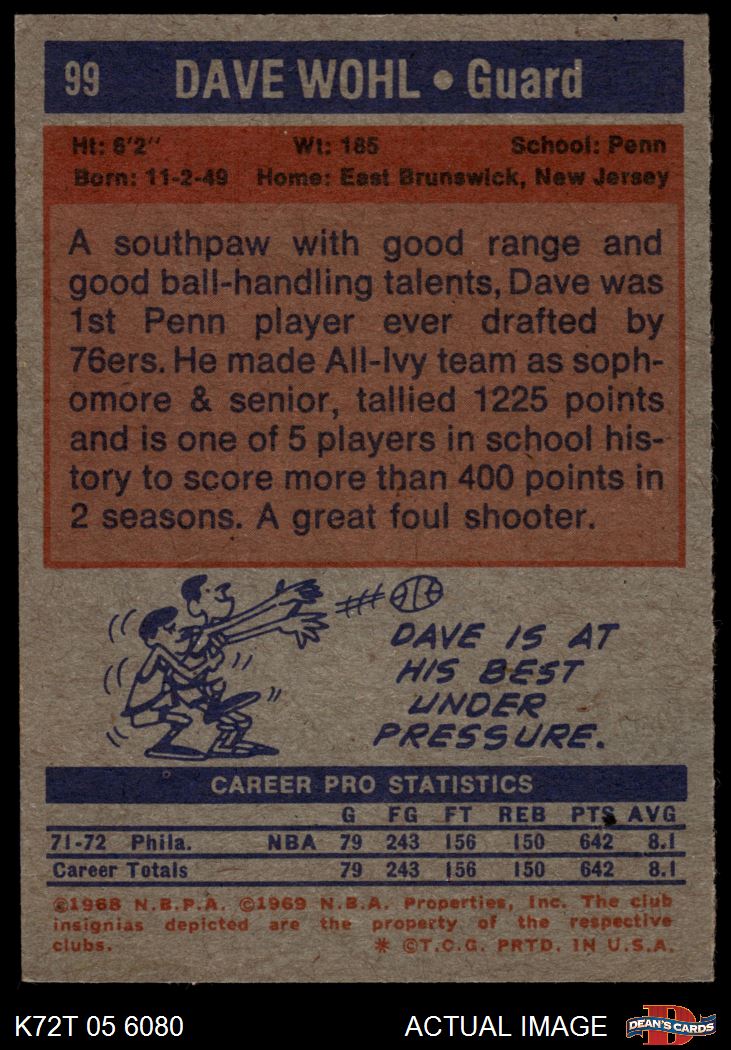 99 DAVE WOHL • Guard
Ht: 6'2" Wt: 185 School: Penn
Born: 11-2-49 Home: East Brunswick, New Jersey
A southpaw with good range and
good ball-handling talents, Dave was
1st Penn player ever drafted by
76ers. He made All-Ivy team as soph-
omore & senior, tallied 1225 points
and is one of 5 players in school his-
tory to score more than 400 points in
2 seasons. A great foul shooter.
DAVE IS AT
HIS BEST
UNDER
PRESSURE.
CAREER PRO STATISTICS
G FG FT REB PTS AVG
71-72 Phila. NBA 79 243 156 150 642 8.1
Career Totals 79 243 156 150 642 8.1
©1968 N.B.P.A. ©1969 N.B.A. Properties, Inc. The club
insignias depicted are the property of the respective
clubs. * ©T.C.G. PRTD. IN U.S.A.
K72T 05 6080 ACTUAL IMAGE DEAN'S CARDS